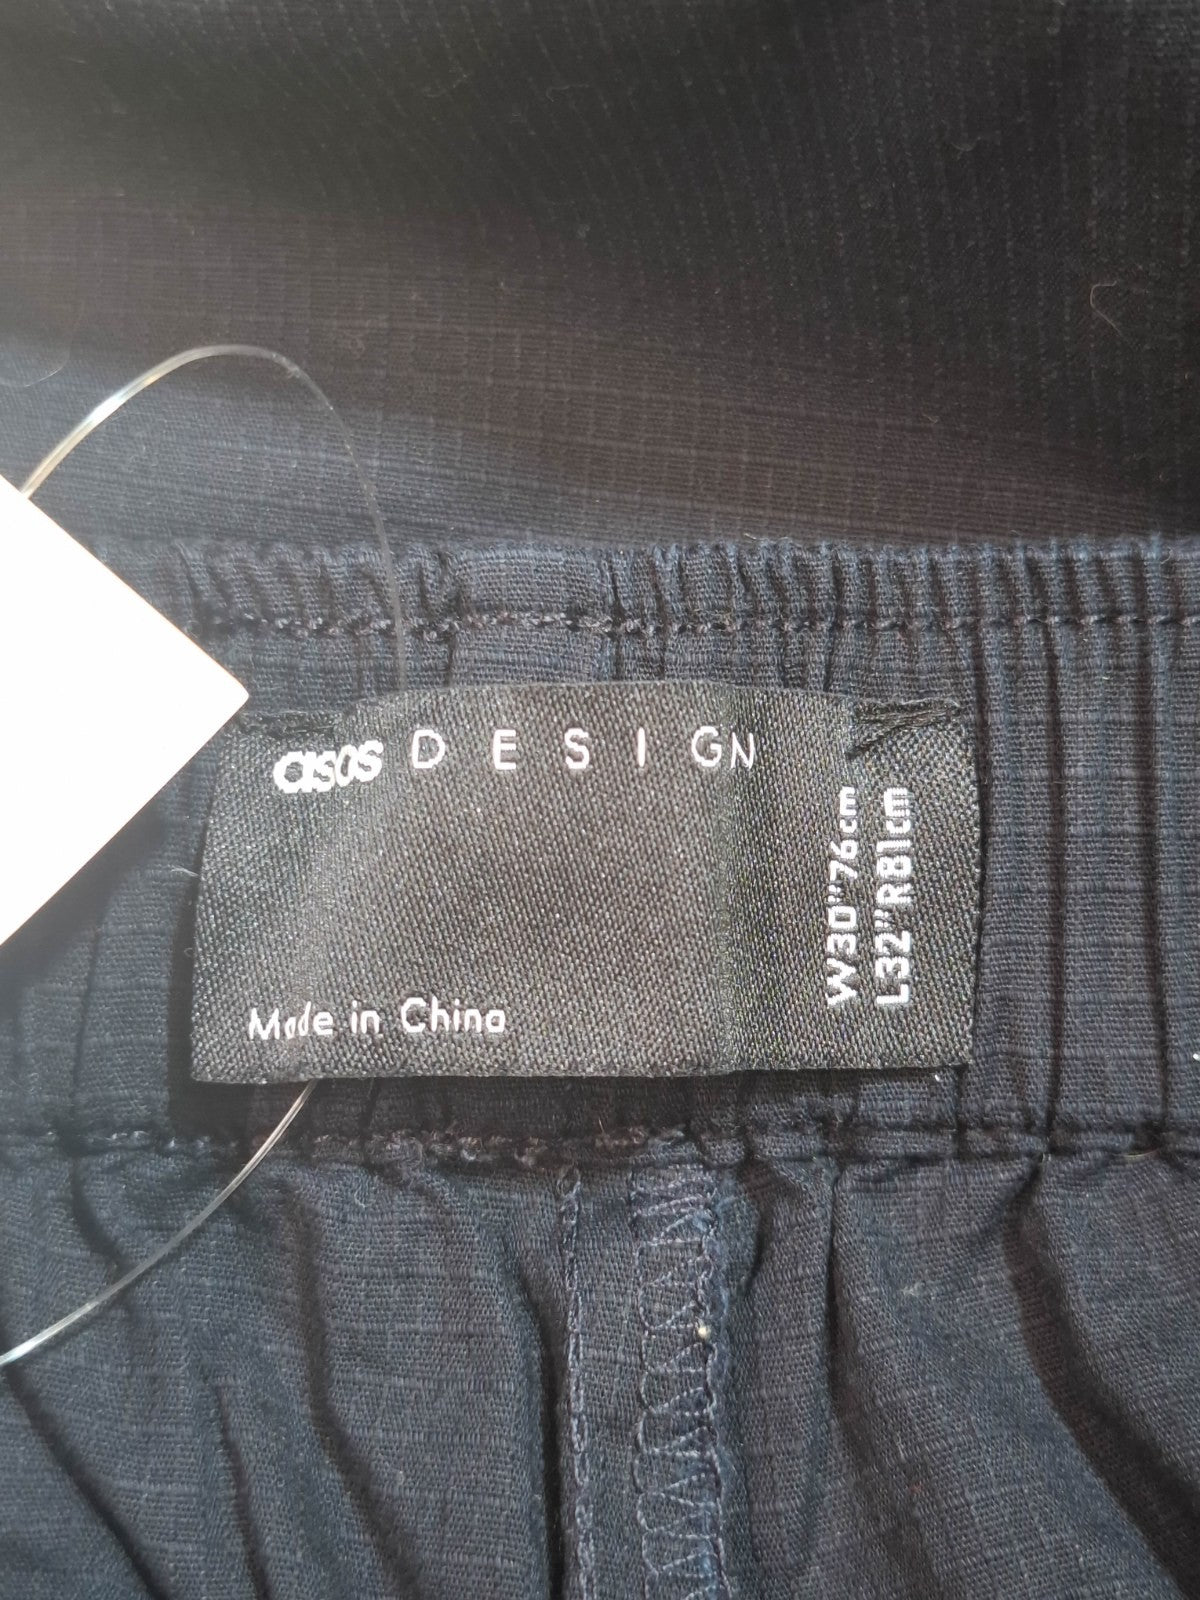 asos DESIGN
W30"76cm
L32"R81cm
Made in China